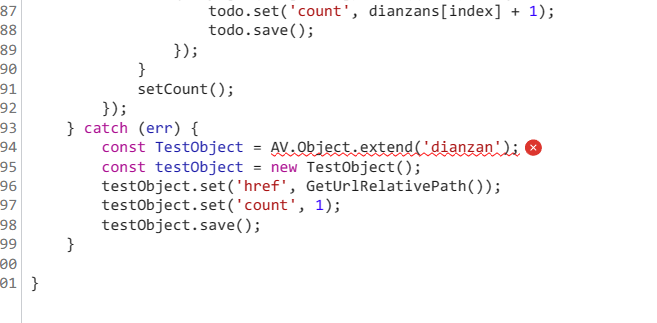 87 todo.set('count', dianzans[index] + 1);
88 todo.save();
89 });
90 }
91 setCount();
92 });
93 } catch (err) {
94 const TestObject = AV.Object.extend('dianzan');
95 const testObject = new TestObject();
96 testObject.set('href', GetUrlRelativePath());
97 testObject.set('count', 1);
98 testObject.save();
99 }
00
01 }